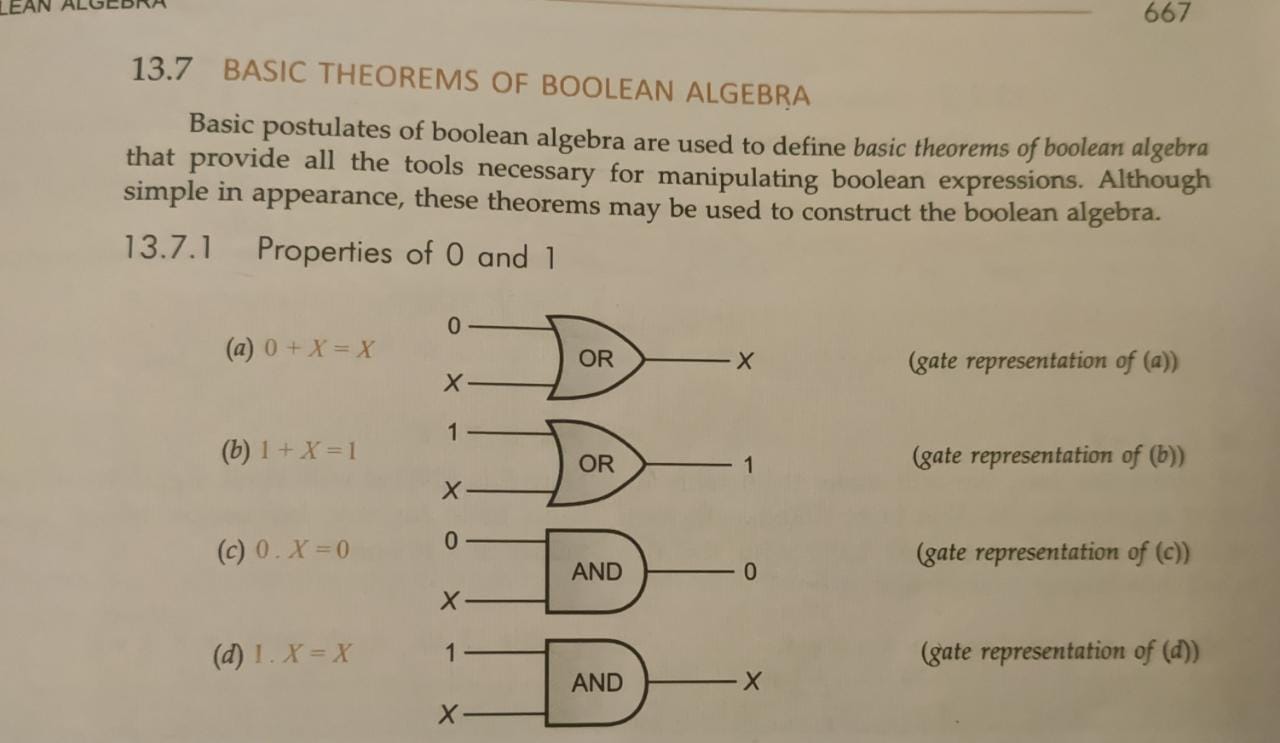 LEAN ALGEBRA
667
13.7 BASIC THEOREMS OF BOOLEAN ALGEBRA
Basic postulates of boolean algebra are used to define basic theorems of boolean algebra
that provide all the tools necessary for manipulating boolean expressions. Although
simple in appearance, these theorems may be used to construct the boolean algebra.
13.7.1 Properties of 0 and 1
0
(a) 0 + X = X OR X (gate representation of (a))
X
1
(b) 1 + X = 1 OR 1 (gate representation of (b))
X
0
(c) 0 . X = 0 AND 0 (gate representation of (c))
X
1
(d) 1 . X = X AND X (gate representation of (d))
X